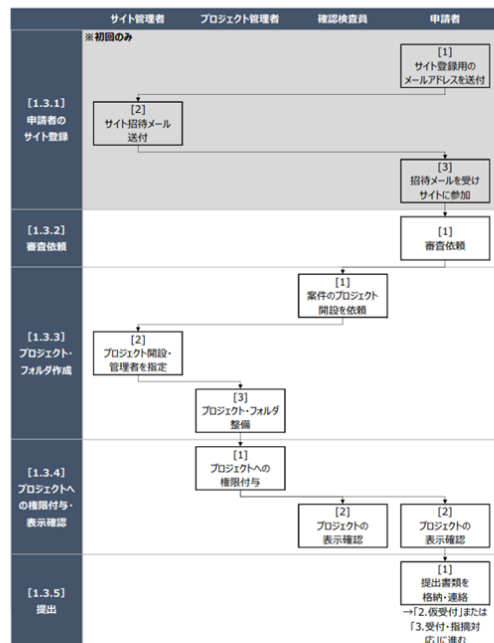 サイト管理者
プロジェクト管理者
確認検査員
申請者
[1.3.1]
申請者の
サイト登録
※初回のみ
[1]
サイト登録用の
メールアドレスを送付
[2]
サイト招待メール
送付
[3]
招待メールを受け
サイトに参加
[1.3.2]
審査依頼
[1]
審査依頼
[1.3.3]
プロジェクト・
フォルダ作成
[1]
案件のプロジェクト
開設を依頼
[2]
プロジェクト開設・
管理者を指定
[3]
プロジェクト・フォルダ
整備
[1.3.4]
プロジェクトへ
の権限付与・
表示確認
[1]
プロジェクトへの
権限付与
[2]
プロジェクトの
表示確認
[2]
プロジェクトの
表示確認
[1.3.5]
提出
[1]
提出書類を
格納・連絡
→「2.仮受付」または
「3.受付・指摘対
応」に進む